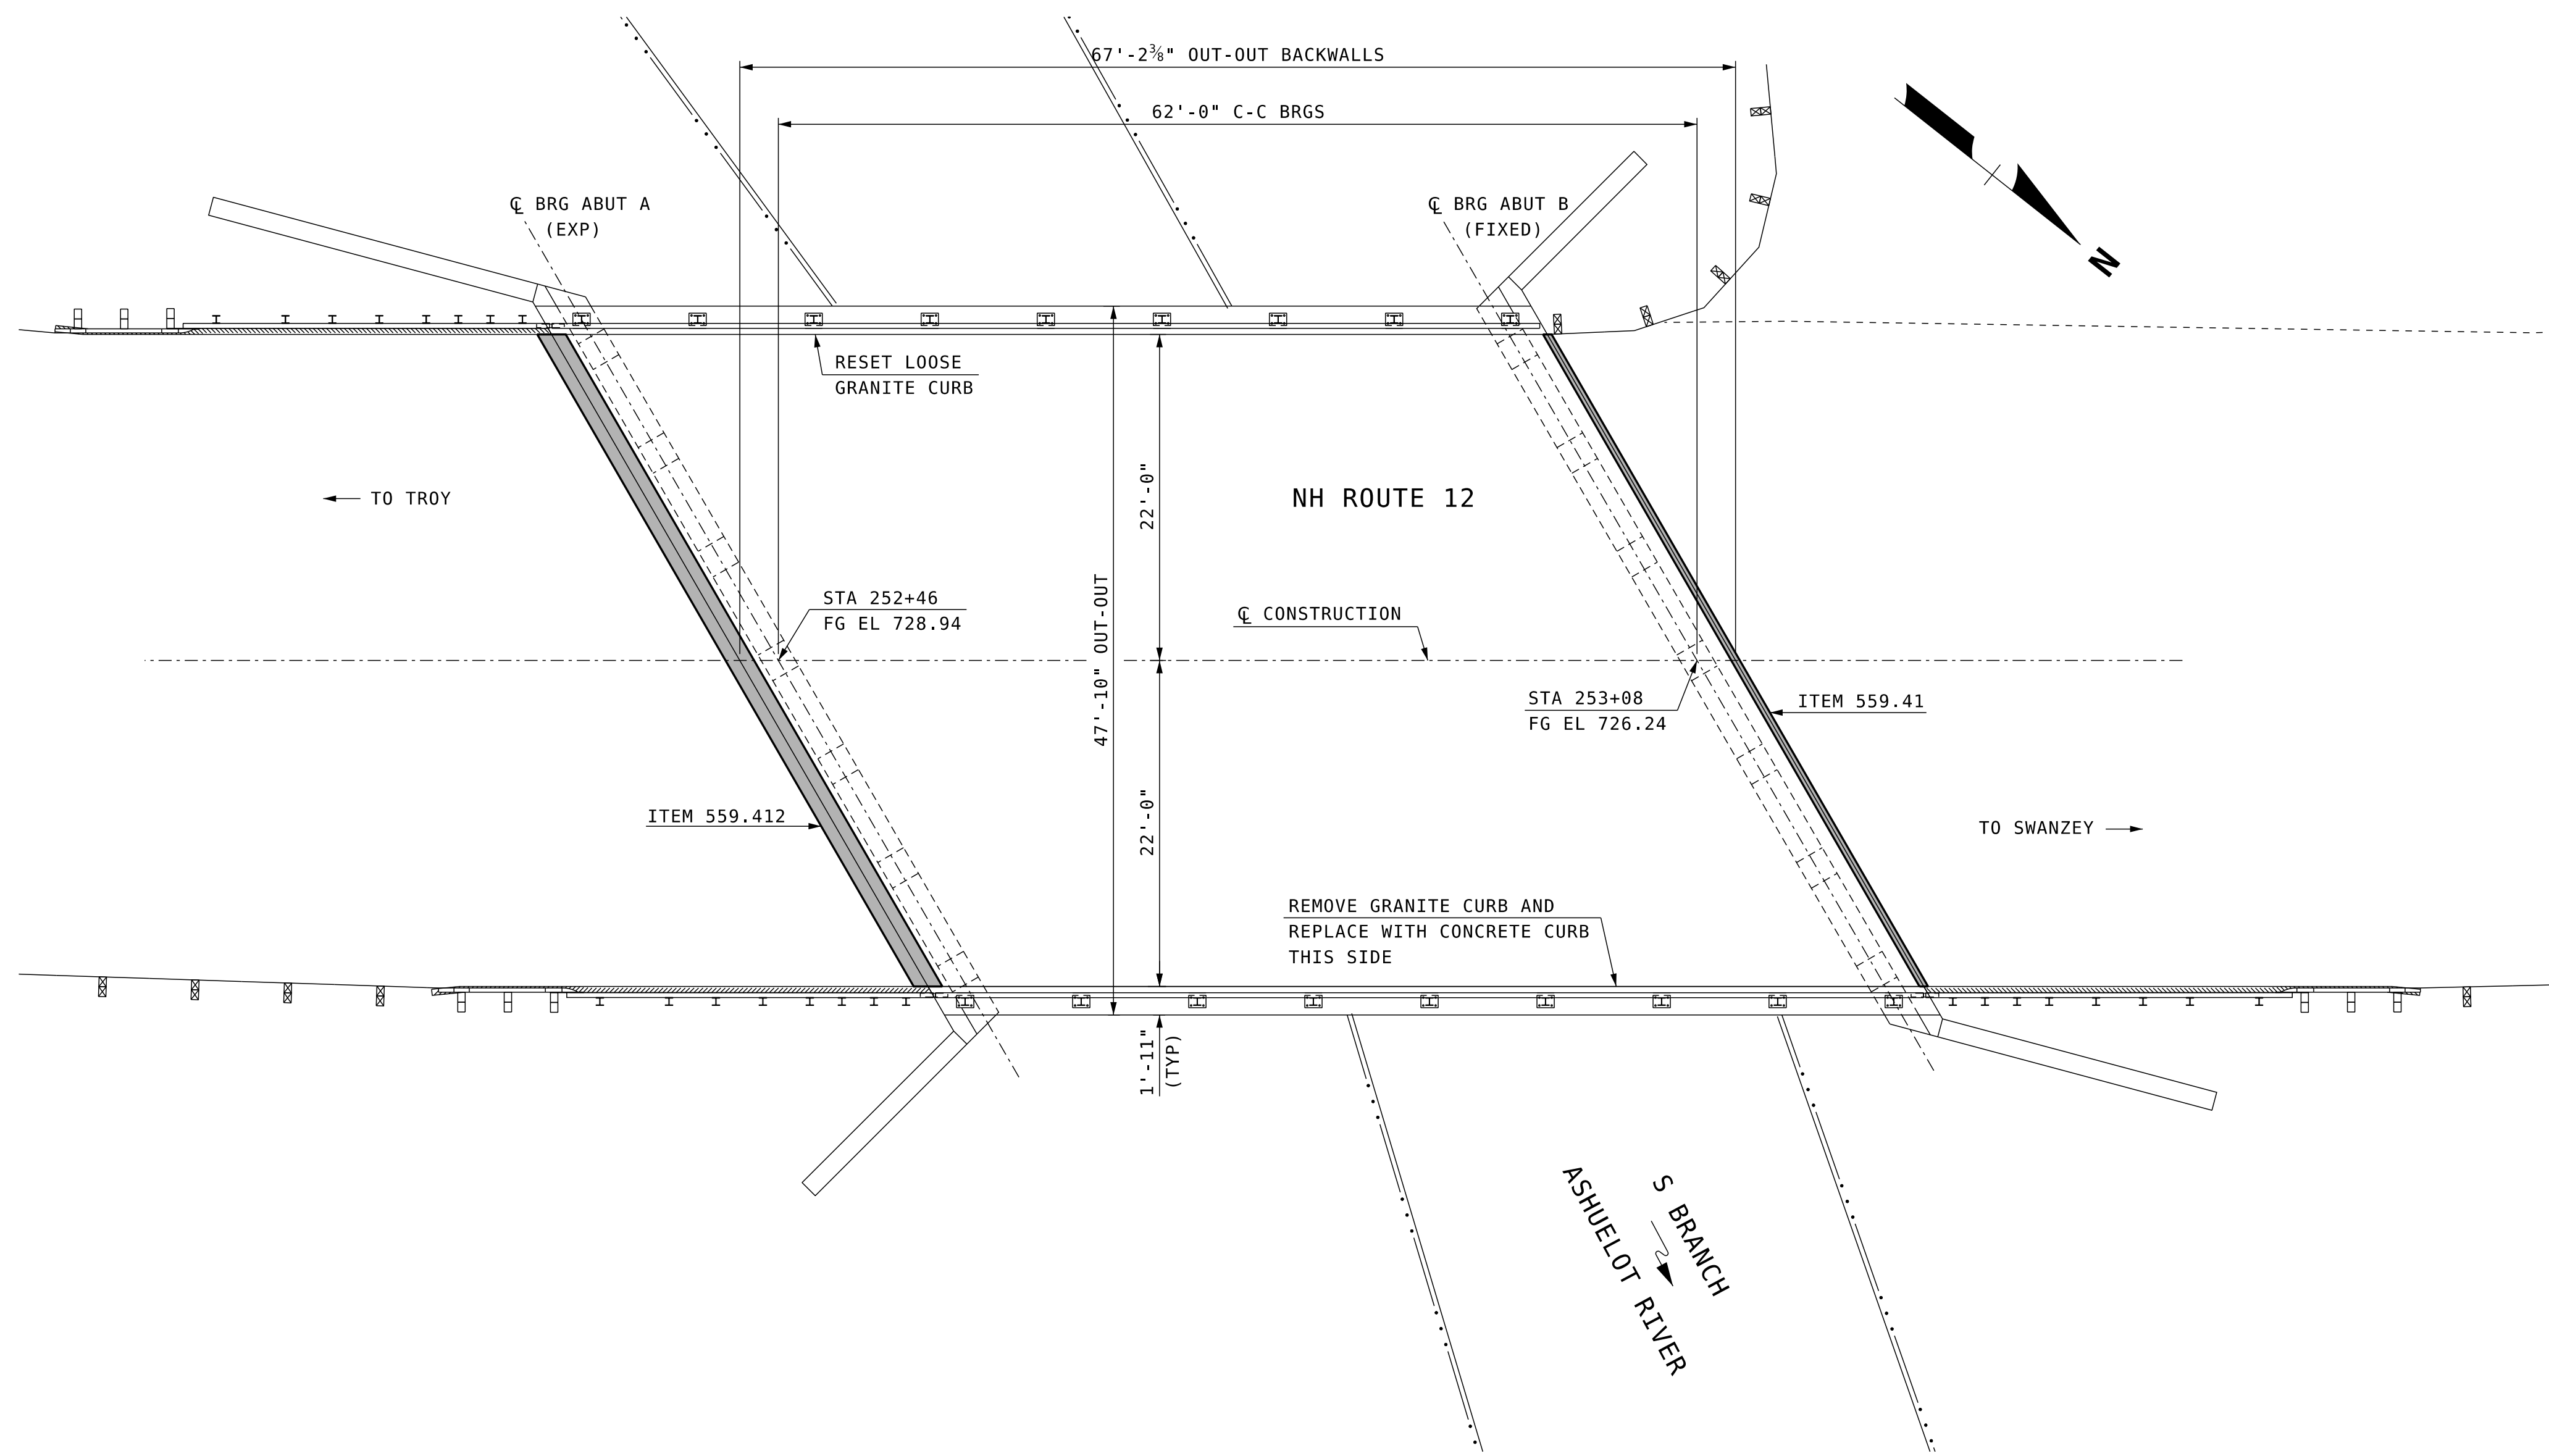 67'-2⅜" OUT-OUT BACKWALLS
62'-0" C-C BRGS
℄ BRG ABUT A
(EXP)
℄ BRG ABUT B
(FIXED)
N
RESET LOOSE
GRANITE CURB
TO TROY
22'-0"
NH ROUTE 12
STA 252+46
FG EL 728.94
47'-10" OUT-OUT
℄ CONSTRUCTION
STA 253+08
FG EL 726.24
ITEM 559.41
ITEM 559.412
22'-0"
TO SWANZEY
REMOVE GRANITE CURB AND
REPLACE WITH CONCRETE CURB
THIS SIDE
1'-11"
(TYP)
S BRANCH
ASHUELOT RIVER